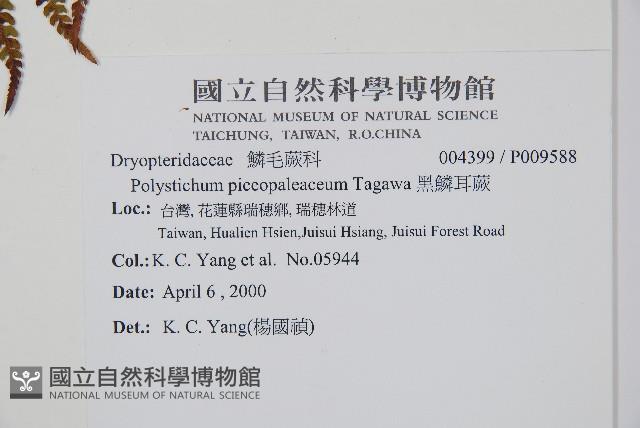 國立自然科學博物館
NATIONAL MUSEUM OF NATURAL SCIENCE
TAICHUNG, TAIWAN, R.O.CHINA
Dryopteridaceae 鱗毛蕨科 004399 / P009588
Polystichum piceopaleaceum Tagawa 黑鱗耳蕨
Loc.: 台灣, 花蓮縣瑞穗鄉, 瑞穗林道
Taiwan, Hualien Hsien,Juisui Hsiang, Juisui Forest Road
Col.: K. C. Yang et al. No.05944
Date: April 6 , 2000
Det.: K. C. Yang(楊國禎)
國立自然科學博物館
NATIONAL MUSEUM OF NATURAL SCIENCE